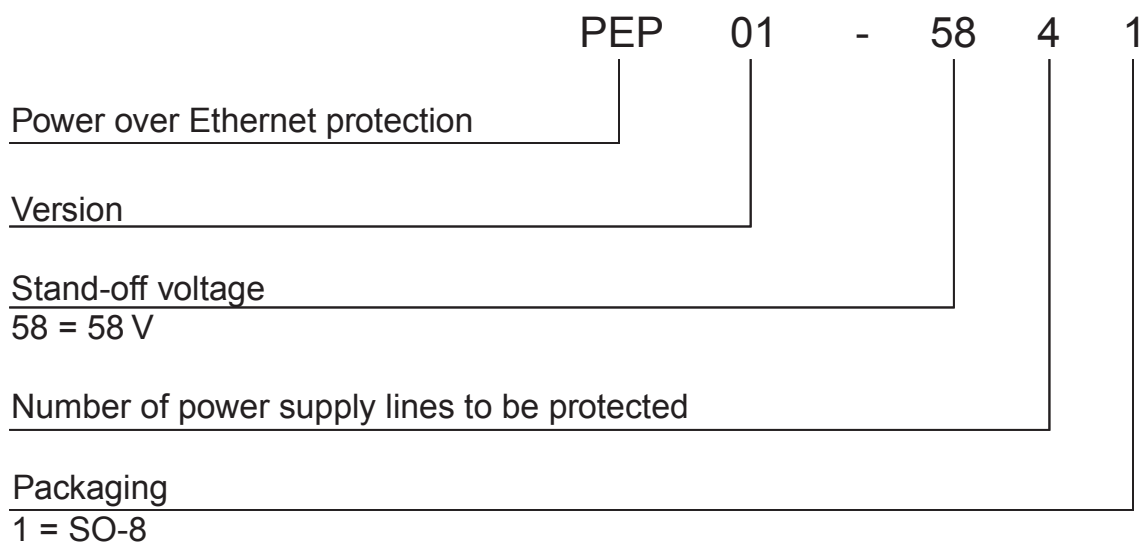 PEP 01 - 58 4 1
Power over Ethernet protection
Version
Stand-off voltage
58 = 58 V
Number of power supply lines to be protected
Packaging
1 = SO-8